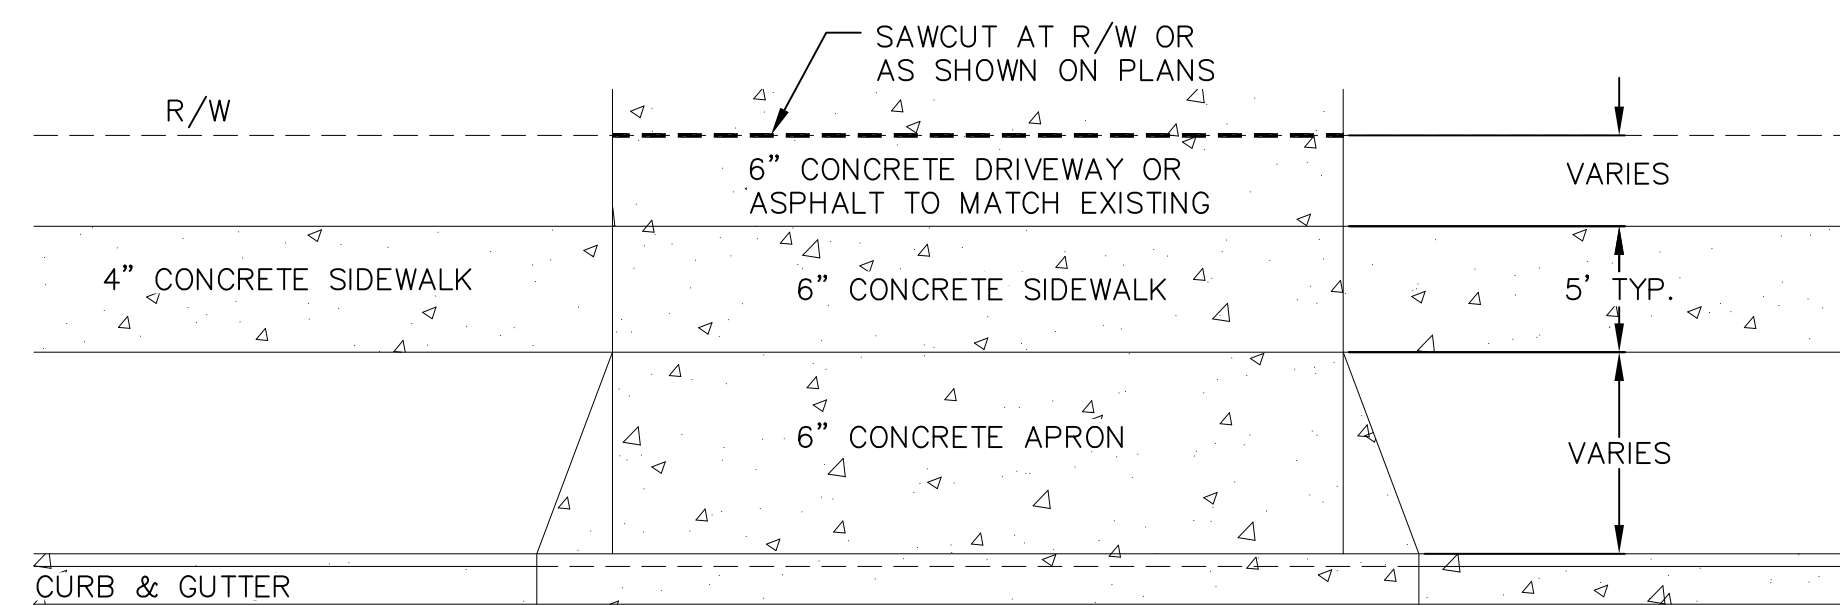 SAWCUT AT R/W OR
AS SHOWN ON PLANS
R/W
6” CONCRETE DRIVEWAY OR
ASPHALT TO MATCH EXISTING
VARIES
4” CONCRETE SIDEWALK
6” CONCRETE SIDEWALK
5’ TYP.
6” CONCRETE APRON
VARIES
CURB & GUTTER